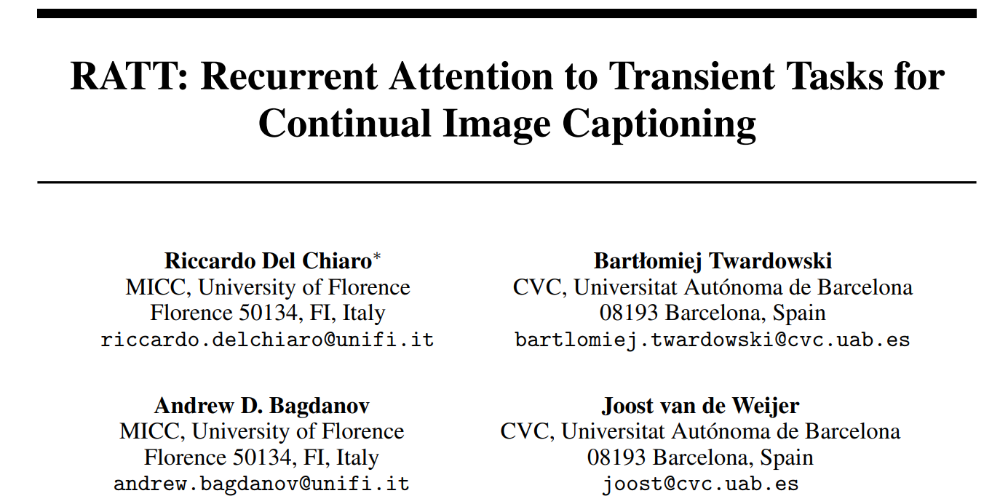 RATT: Recurrent Attention to Transient Tasks for
Continual Image Captioning
Riccardo Del Chiaro*
MICC, University of Florence
Florence 50134, FI, Italy
riccardo.delchiaro@unifi.it
Bartłomiej Twardowski
CVC, Universitat Autónoma de Barcelona
08193 Barcelona, Spain
bartlomiej.twardowski@cvc.uab.es
Andrew D. Bagdanov
MICC, University of Florence
Florence 50134, FI, Italy
andrew.bagdanov@unifi.it
Joost van de Weijer
CVC, Universitat Autónoma de Barcelona
08193 Barcelona, Spain
joost@cvc.uab.es